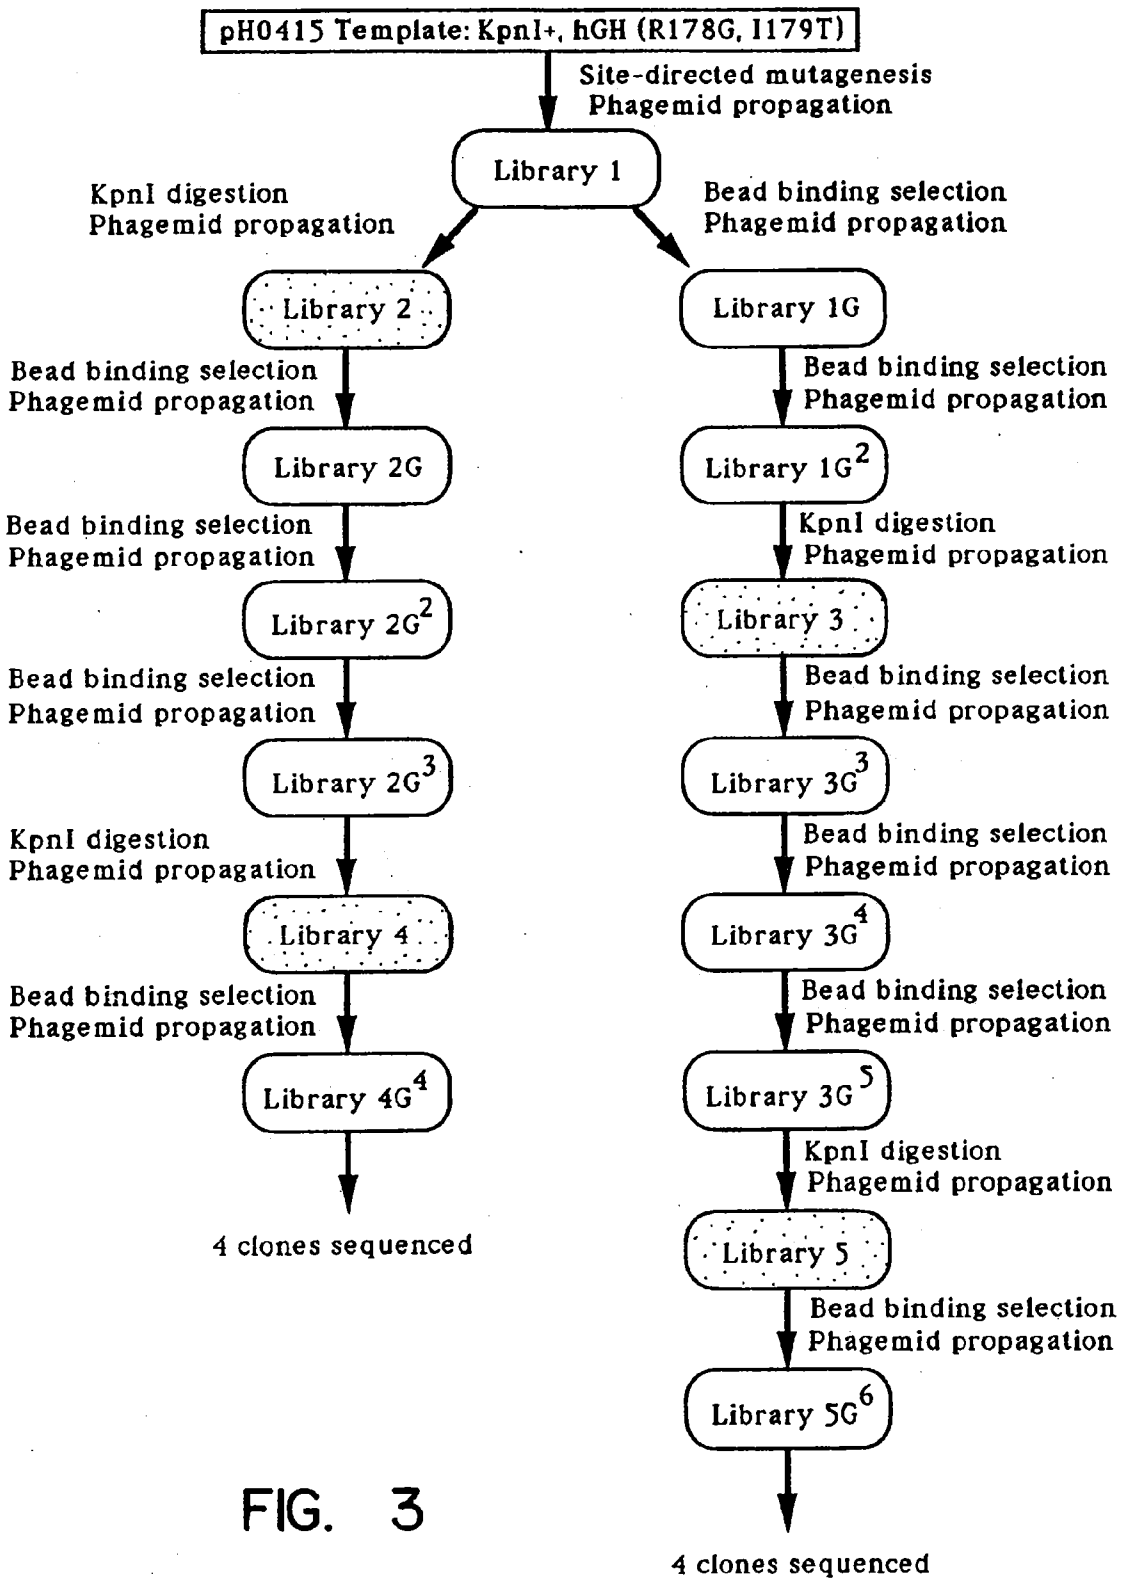 pH0415 Template: KpnI+, hGH (R178G, I179T)
Site-directed mutagenesis
Phagemid propagation
Library 1
KpnI digestion
Phagemid propagation
Bead binding selection
Phagemid propagation
Library 2
Library 1G
Bead binding selection
Phagemid propagation
Bead binding selection
Phagemid propagation
Library 2G
Library 1G²
Bead binding selection
Phagemid propagation
KpnI digestion
Phagemid propagation
Library 2G²
Library 3
Bead binding selection
Phagemid propagation
Bead binding selection
Phagemid propagation
Library 2G³
Library 3G³
KpnI digestion
Phagemid propagation
Bead binding selection
Phagemid propagation
Library 4
Library 3G⁴
Bead binding selection
Phagemid propagation
Bead binding selection
Phagemid propagation
Library 4G⁴
Library 3G⁵
KpnI digestion
Phagemid propagation
4 clones sequenced
Library 5
Bead binding selection
Phagemid propagation
Library 5G⁶
FIG. 3
4 clones sequenced